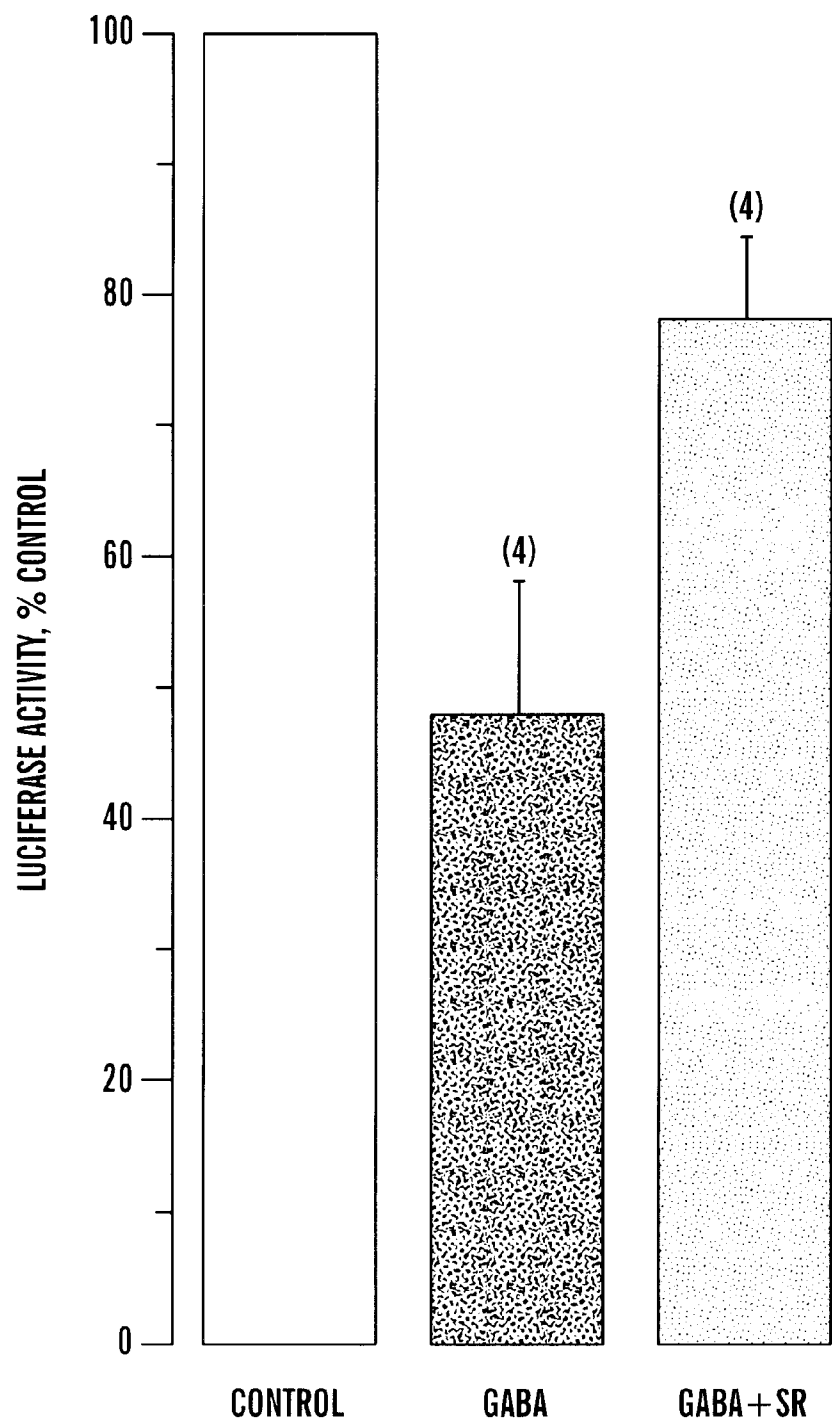 LUCIFERASE ACTIVITY, % CONTROL
100
80
60
40
20
0
(4)
(4)
CONTROL
GABA
GABA+SR